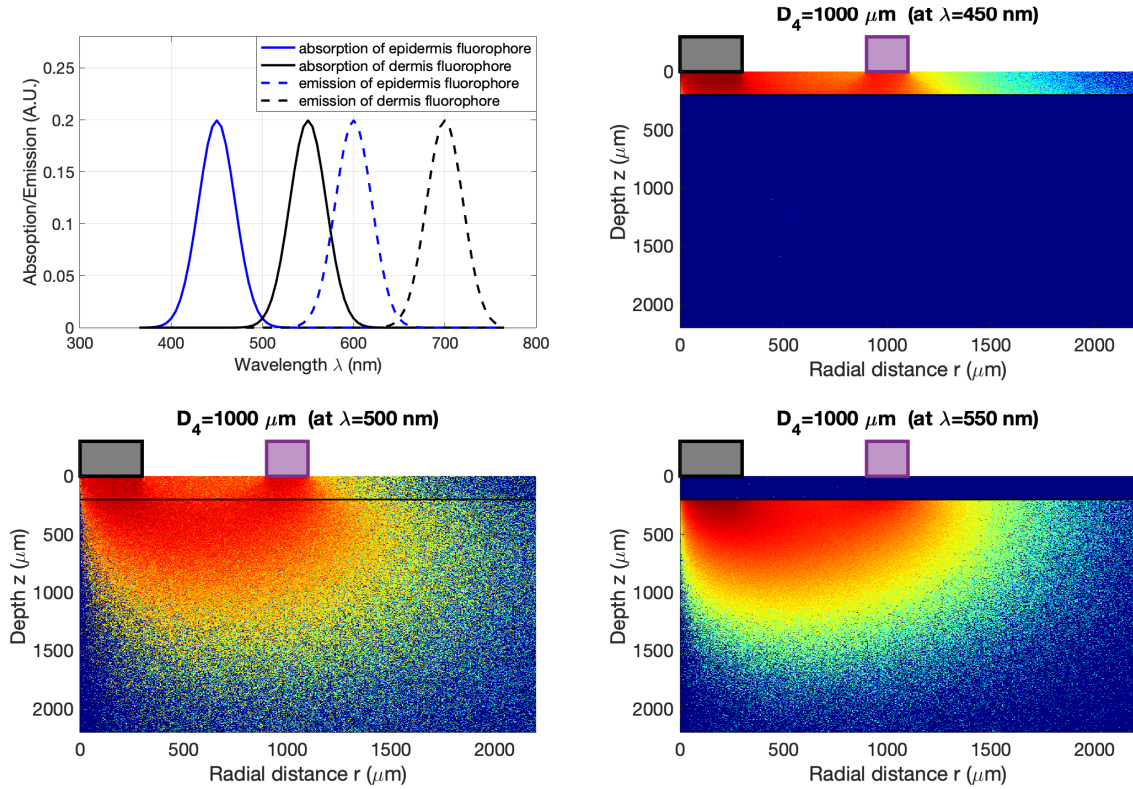 absorption of epidermis fluorophore
absorption of dermis fluorophore
emission of epidermis fluorophore
emission of dermis fluorophore
0.25
0.2
0.15
0.1
0.05
0
Absoption/Emission (A.U.)
300 400 500 600 700 800
Wavelength λ (nm)
D4=1000 μm (at λ=450 nm)
0
500
1000
1500
2000
Depth z (μm)
0 500 1000 1500 2000
Radial distance r (μm)
D4=1000 μm (at λ=500 nm)
0
500
1000
1500
2000
Depth z (μm)
0 500 1000 1500 2000
Radial distance r (μm)
D4=1000 μm (at λ=550 nm)
0
500
1000
1500
2000
Depth z (μm)
0 500 1000 1500 2000
Radial distance r (μm)